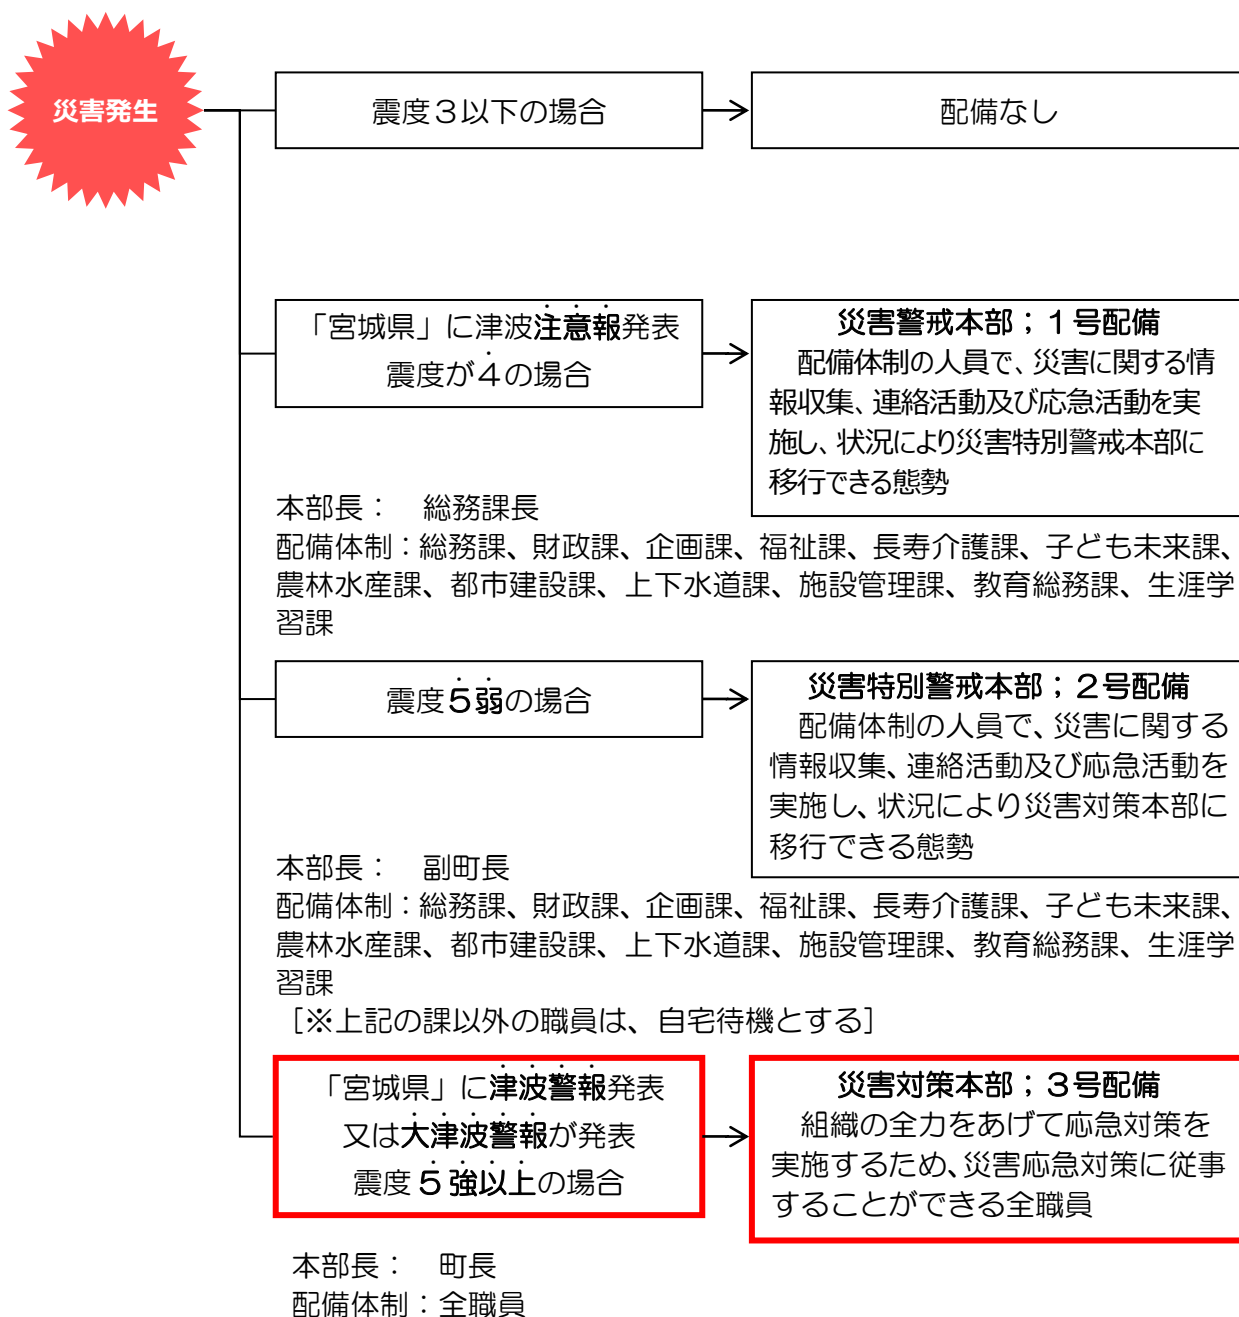 災害発生
震度３以下の場合
配備なし
「宮城県」に津波注意報発表
震度が４の場合
災害警戒本部；１号配備
配備体制の人員で、災害に関する情
報収集、連絡活動及び応急活動を実
施し、状況により災害特別警戒本部に
移行できる態勢
本部長：　総務課長
配備体制：総務課、財政課、企画課、福祉課、長寿介護課、子ども未来課、
農林水産課、都市建設課、上下水道課、施設管理課、教育総務課、生涯学
習課
震度５弱の場合
災害特別警戒本部；２号配備
配備体制の人員で、災害に関する
情報収集、連絡活動及び応急活動を
実施し、状況により災害対策本部に
移行できる態勢
本部長：　副町長
配備体制：総務課、財政課、企画課、福祉課、長寿介護課、子ども未来課、
農林水産課、都市建設課、上下水道課、施設管理課、教育総務課、生涯学
習課
［※上記の課以外の職員は、自宅待機とする］
「宮城県」に津波警報発表
又は大津波警報が発表
震度５強以上の場合
災害対策本部；３号配備
組織の全力をあげて応急対策を
実施するため、災害応急対策に従事
することができる全職員
本部長：　町長
配備体制：全職員